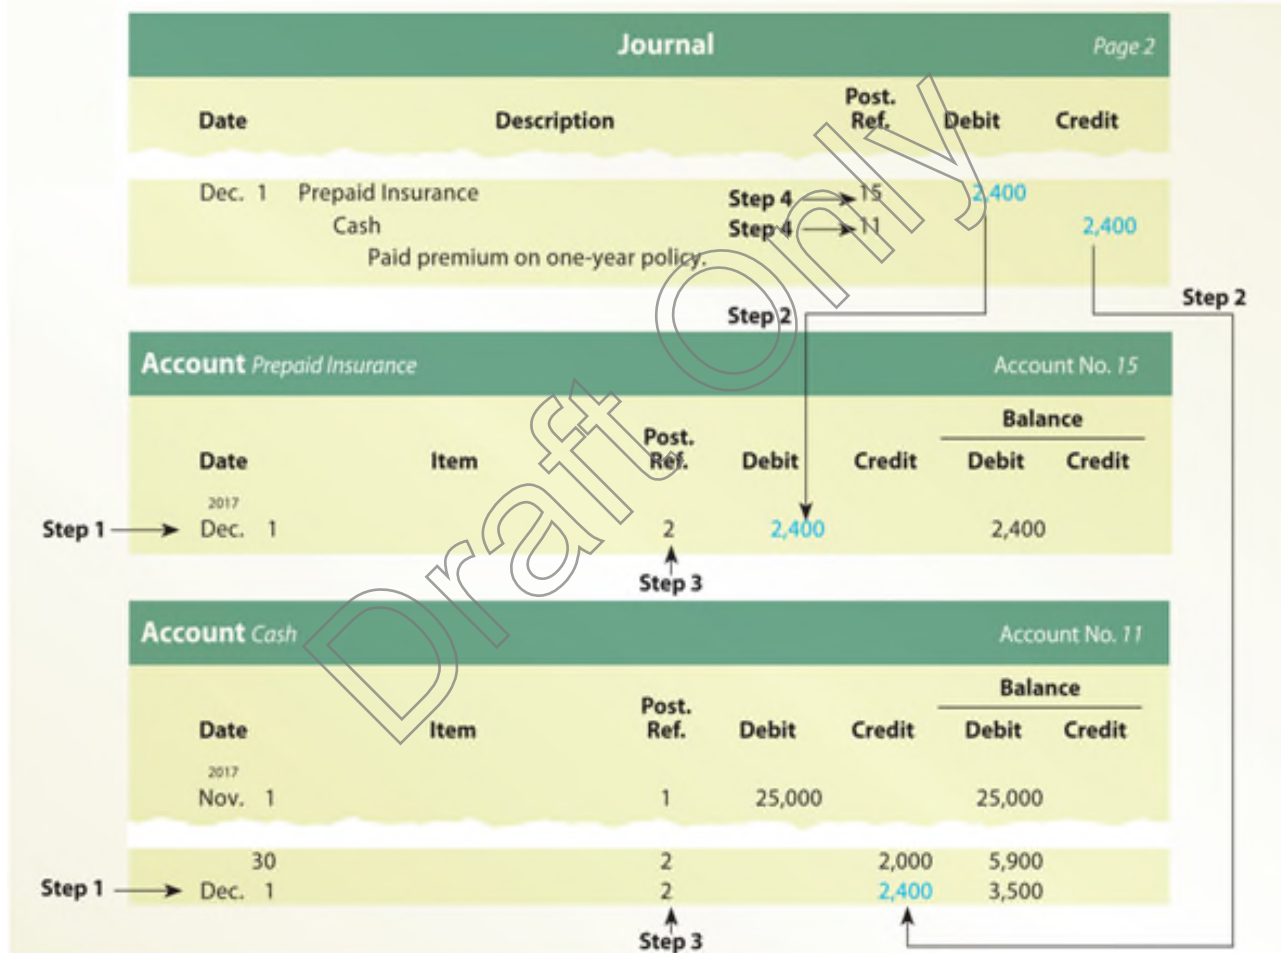 Journal Page 2
Date Description Post. Ref. Debit Credit
Dec. 1 Prepaid Insurance Step 4 15 2,400
Cash Step 4 11 2,400
Paid premium on one-year policy.
Step 2
Step 2
Account Prepaid Insurance Account No. 15
Balance
Date Item Post. Ref. Debit Credit Debit Credit
2017
Step 1 Dec. 1 2 2,400 2,400
Step 3
Account Cash Account No. 11
Balance
Date Item Post. Ref. Debit Credit Debit Credit
2017
Nov. 1 1 25,000 25,000
30 2 2,000 5,900
Step 1 Dec. 1 2 2,400 3,500
Step 3
Draft Only